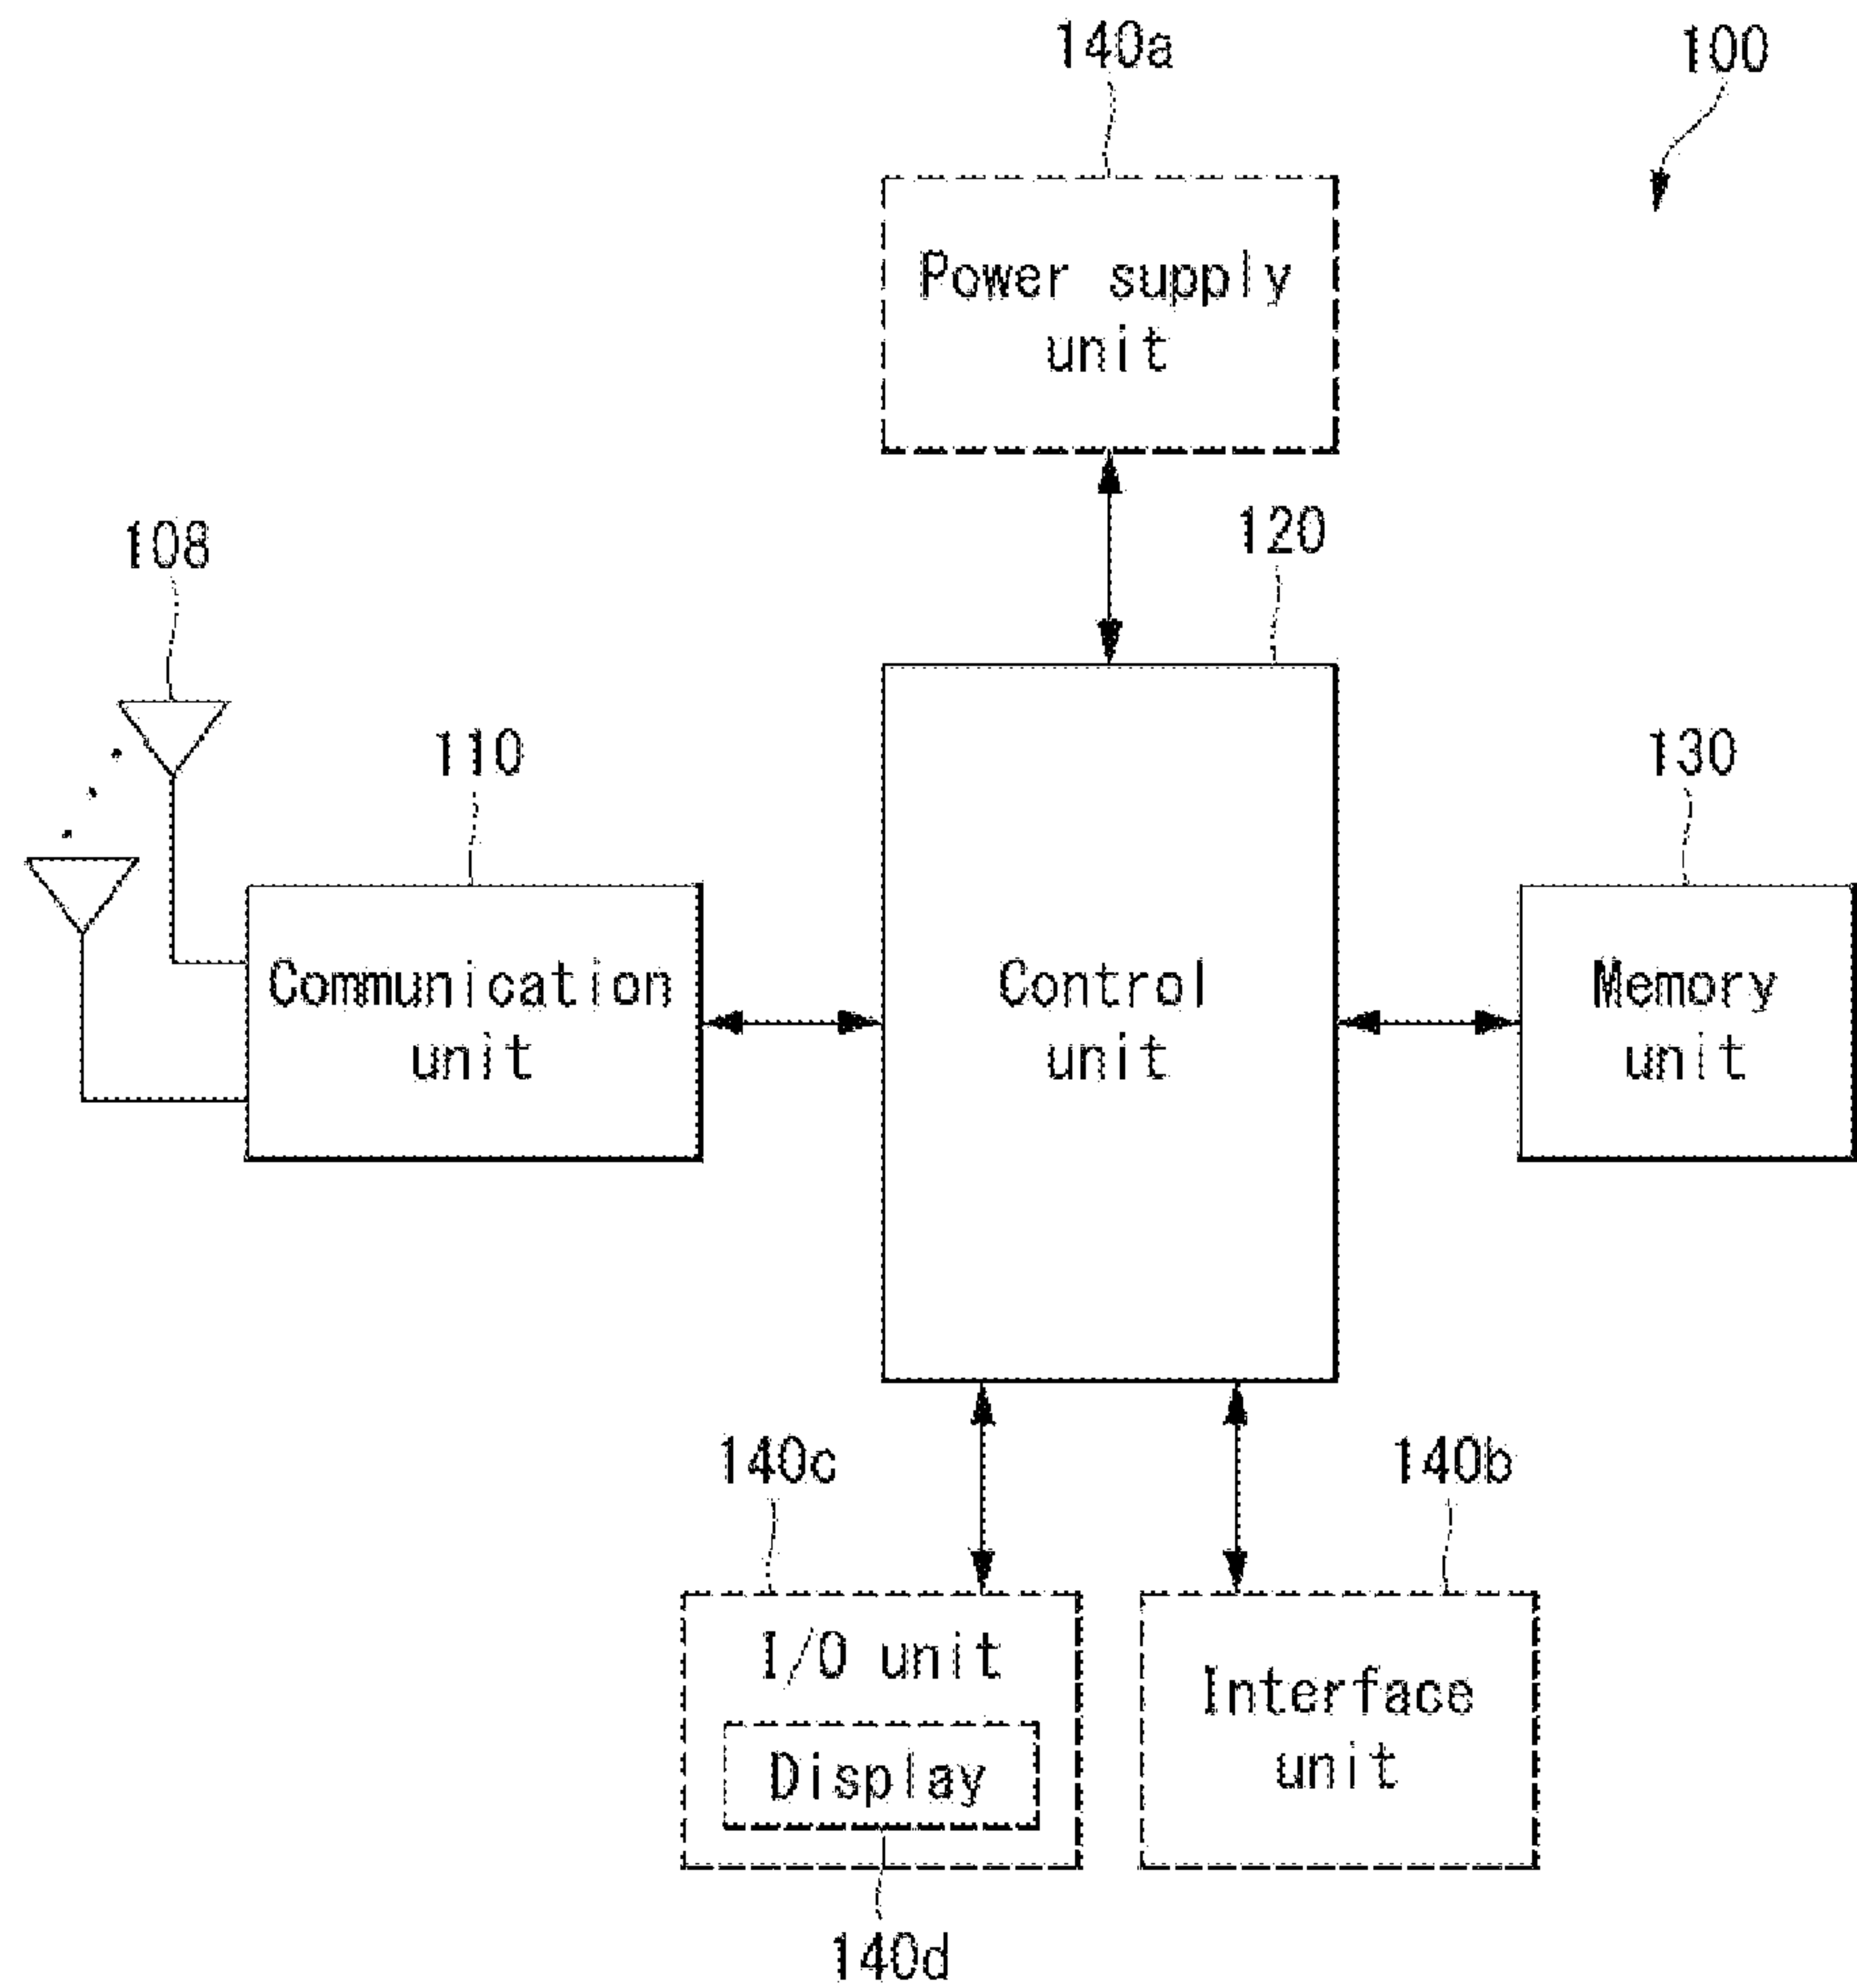 140a
100
Power supply
unit
108
120
110
130
Communication
unit
Control
unit
Memory
unit
140c
140b
I/O unit
Display
Interface
unit
140d